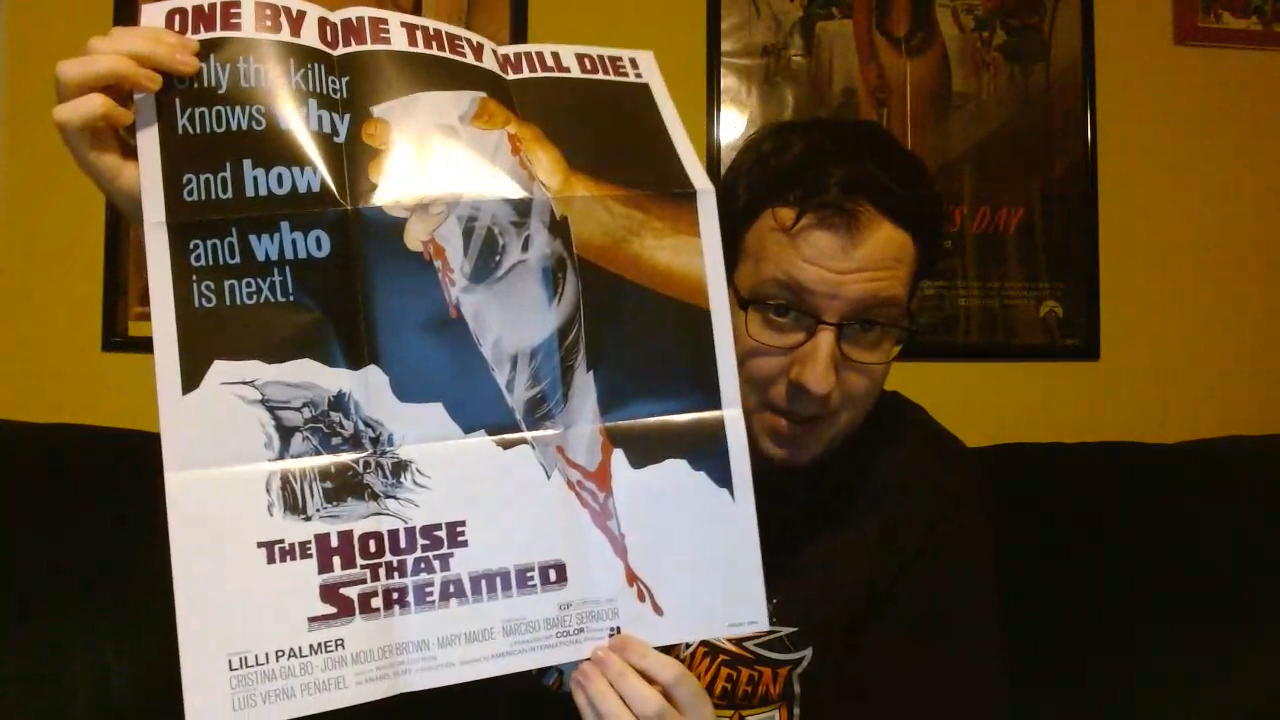 ONE BY ONE THEY WILL DIE!
only the killer
knows why
and how
and who
is next!
'S DAY
THE HOUSE
THAT
SCREAMED
GP
LILLI PALMER
CRISTINA GALBO · JOHN MOULDER BROWN · MARY MAUDE · NARCISO IBANEZ SERRADOR
COLOR
LUIS VERNA PEÑAFIEL
AMERICAN INTERNATIONAL
WEEN